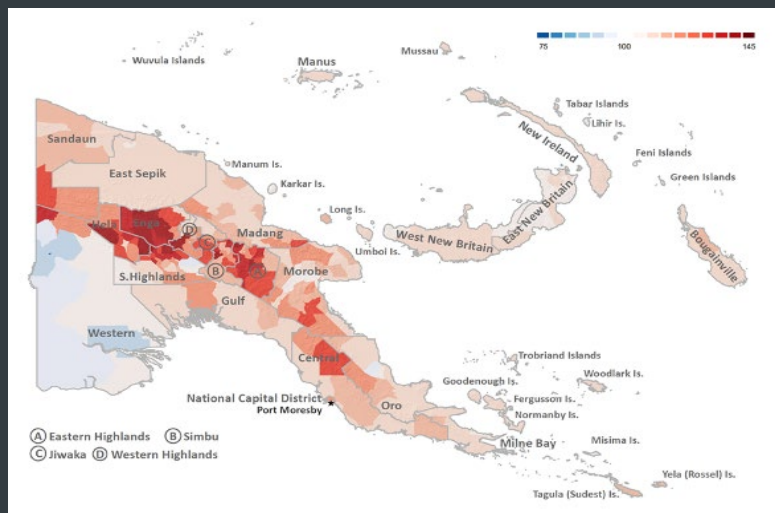 75 100 145
Wuvula Islands
Manus
Mussau
Tabar Islands
Lihir Is.
New Ireland
Feni Islands
Green Islands
Sandaun
East Sepik
Manum Is.
Karkar Is.
Long Is.
Umboi Is.
West New Britain
East New Britain
Bougainville
Hela
Enga
D
C
Madang
A
B
Morobe
S.Highlands
Gulf
Western
Central
Oro
National Capital District
Port Moresby
Trobriand Islands
Goodenough Is.
Woodlark Is.
Fergusson Is.
Normanby Is.
Milne Bay
Misima Is.
Yela (Rossel) Is.
Tagula (Sudest) Is.
A Eastern Highlands B Simbu
C Jiwaka D Western Highlands